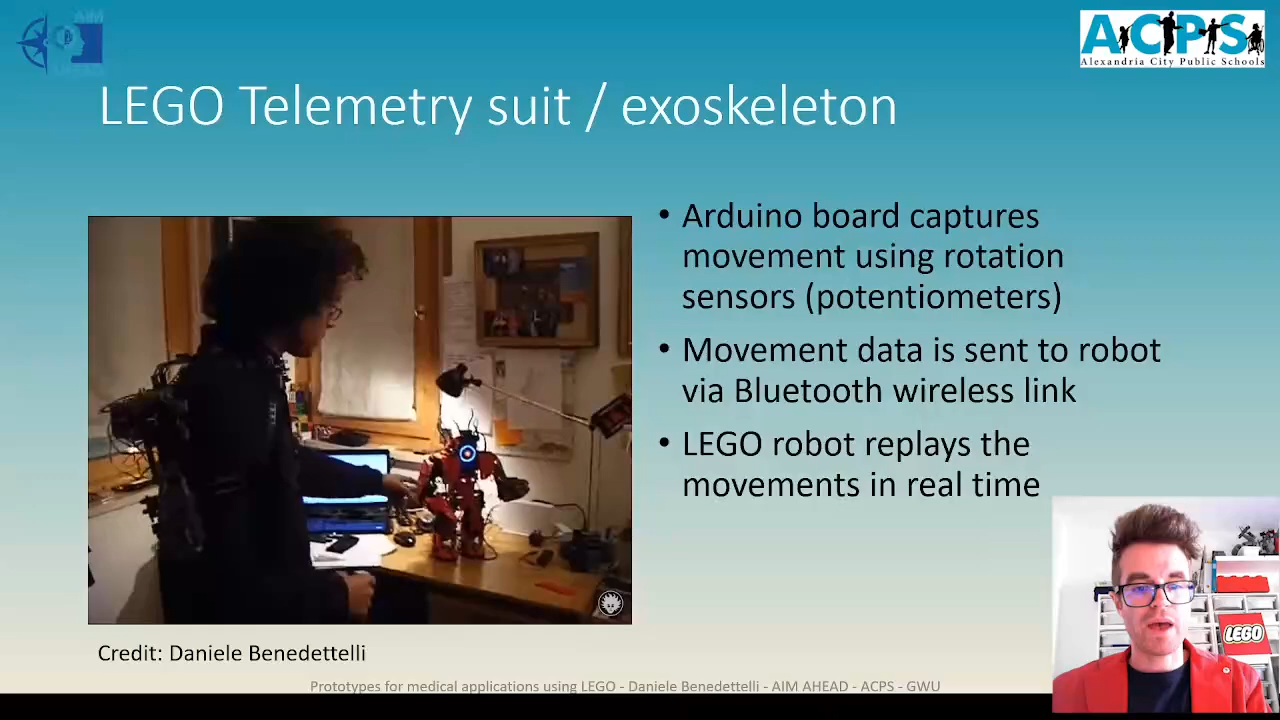 AIM
AHEAD
ACPS
Alexandria City Public Schools
LEGO Telemetry suit / exoskeleton
• Arduino board captures
movement using rotation
sensors (potentiometers)
• Movement data is sent to robot
via Bluetooth wireless link
• LEGO robot replays the
movements in real time
LEGO
Credit: Daniele Benedettelli
Prototypes for medical applications using LEGO - Daniele Benedettelli - AIM AHEAD - ACPS - GWU